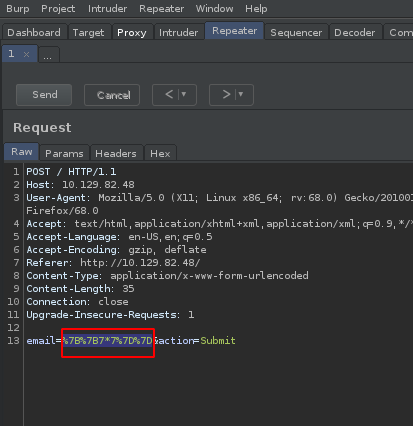 Burp Project Intruder Repeater Window Help
Dashboard Target Proxy Intruder Repeater Sequencer Decoder Com
1 × ...
Send Cancel < | ▼ > | ▼
Request
Raw Params Headers Hex
1 POST / HTTP/1.1
2 Host: 10.129.82.48
3 User-Agent: Mozilla/5.0 (X11; Linux x86_64; rv:68.0) Gecko/201001
Firefox/68.0
4 Accept: text/html,application/xhtml+xml,application/xml;q=0.9,*/*
5 Accept-Language: en-US,en;q=0.5
6 Accept-Encoding: gzip, deflate
7 Referer: http://10.129.82.48/
8 Content-Type: application/x-www-form-urlencoded
9 Content-Length: 35
10 Connection: close
11 Upgrade-Insecure-Requests: 1
12
13 email=%7B%7B7*7%7D%7D&action=Submit